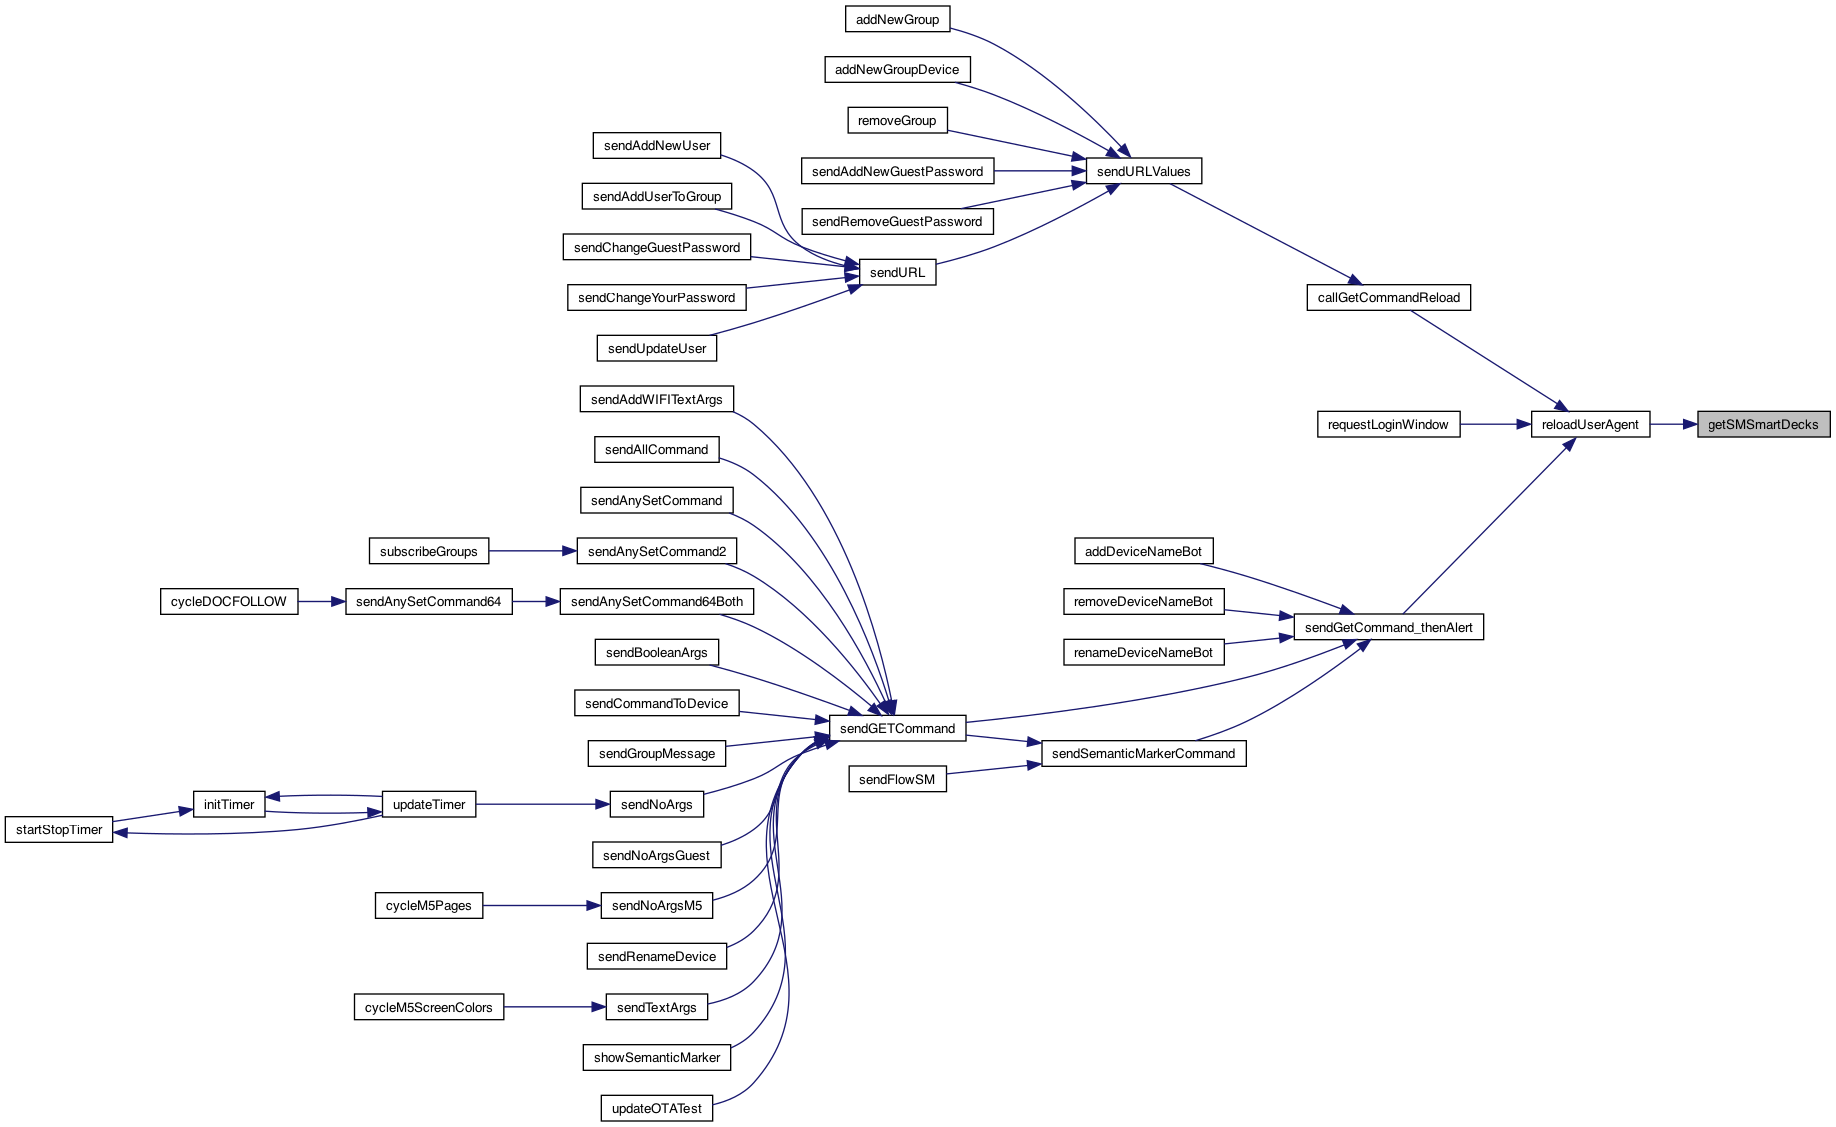 addNewGroup
addNewGroupDevice
removeGroup
sendAddNewUser
sendAddNewGuestPassword
sendURLValues
sendAddUserToGroup
sendRemoveGuestPassword
sendChangeGuestPassword
sendURL
sendChangeYourPassword
callGetCommandReload
sendUpdateUser
sendAddWIFITextArgs
requestLoginWindow
reloadUserAgent
getSMSmartDecks
sendAllCommand
sendAnySetCommand
subscribeGroups
sendAnySetCommand2
addDeviceNameBot
cycleDOCFOLLOW
sendAnySetCommand64
sendAnySetCommand64Both
removeDeviceNameBot
sendGetCommand_thenAlert
sendBooleanArgs
renameDeviceNameBot
sendCommandToDevice
sendGETCommand
sendGroupMessage
sendSemanticMarkerCommand
sendFlowSM
initTimer
updateTimer
sendNoArgs
startStopTimer
sendNoArgsGuest
cycleM5Pages
sendNoArgsM5
sendRenameDevice
cycleM5ScreenColors
sendTextArgs
showSemanticMarker
updateOTATest